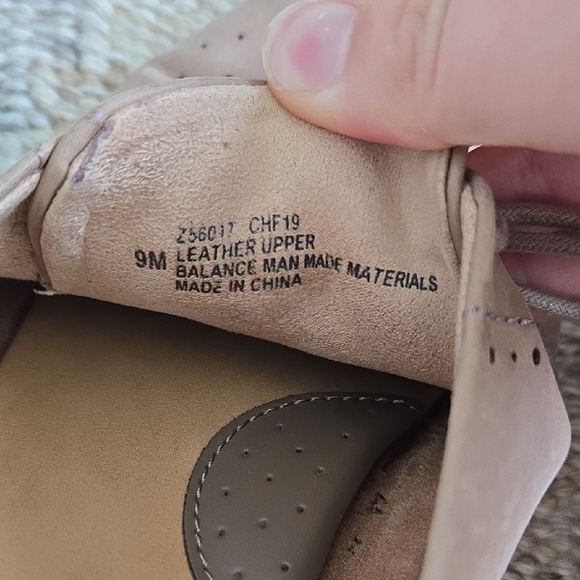 Z56017 CHF19
9M LEATHER UPPER
BALANCE MAN MADE MATERIALS
MADE IN CHINA